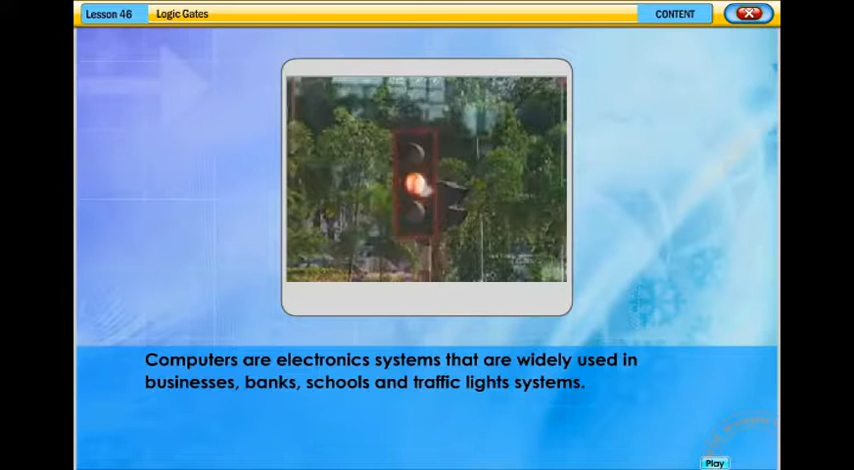 Lesson 46 Logic Gates CONTENT
Computers are electronics systems that are widely used in
businesses, banks, schools and traffic lights systems.
Play